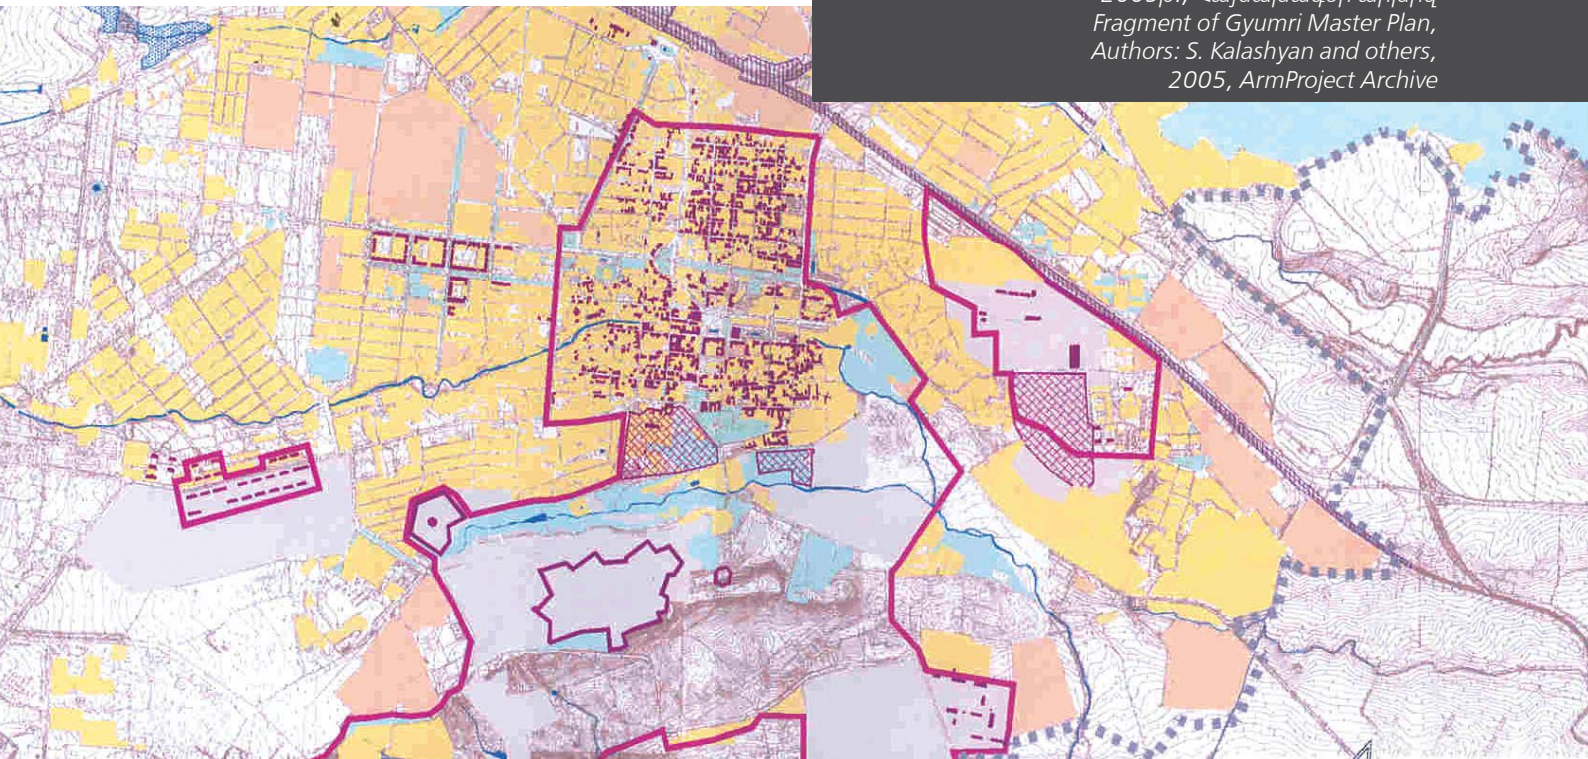 Fragment of Gyumri Master Plan,
Authors: S. Kalashyan and others,
2005, ArmProject Archive